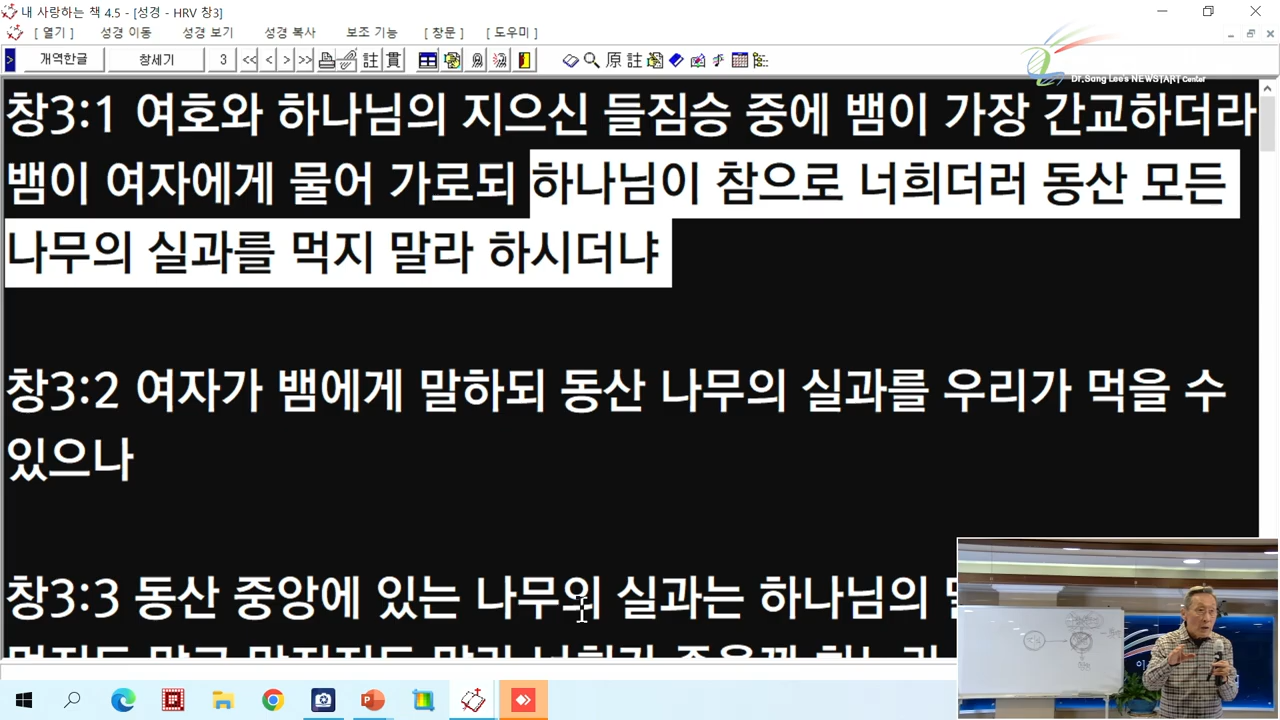 내 사랑하는 책 4.5 - [성경 - HRV 창3]
[ 열기 ] 성경 이동 성경 보기 성경 복사 보조 기능 [ 창문 ] [ 도우미 ]
개역한글 창세기 3 << < > >> 註 貫 原 註
Dr.Sang Lee's NEWSTART Center
창3:1 여호와 하나님의 지으신 들짐승 중에 뱀이 가장 간교하더라
뱀이 여자에게 물어 가로되 하나님이 참으로 너희더러 동산 모든
나무의 실과를 먹지 말라 하시더냐
창3:2 여자가 뱀에게 말하되 동산 나무의 실과를 우리가 먹을 수
있으나
창3:3 동산 중앙에 있는 나무의 실과는 하나님의